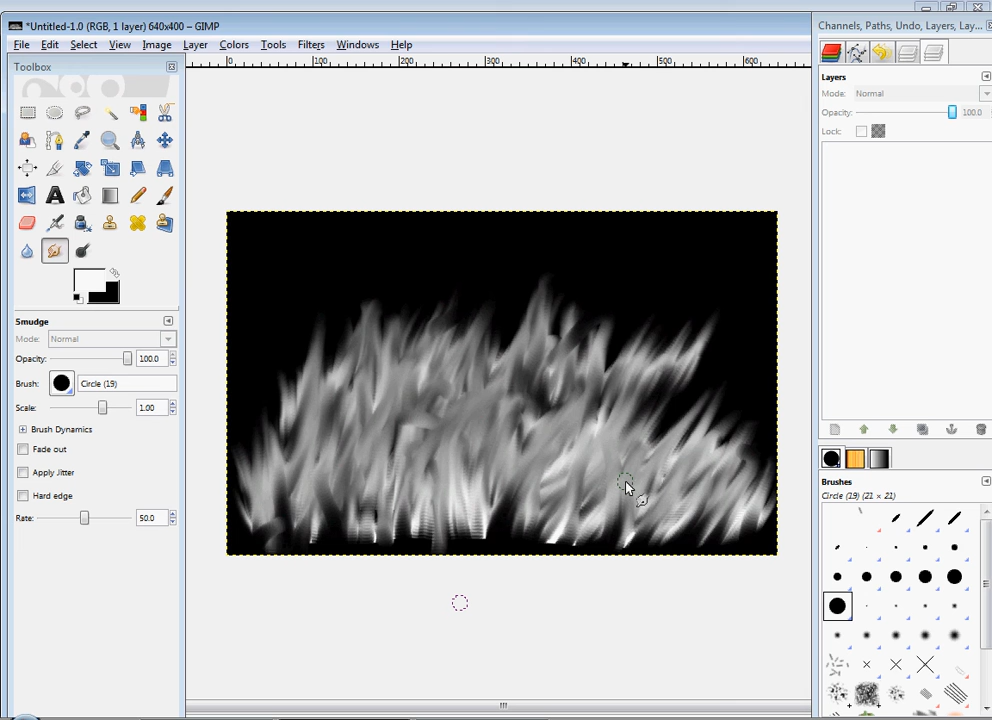 *Untitled-1.0 (RGB, 1 layer) 640x400 – GIMP
File Edit Select View Image Layer Colors Tools Filters Windows Help
Toolbox
0 100 200 300 400 500 600
Smudge
Mode: Normal
Opacity: 100.0
Brush: Circle (19)
Scale: 1.00
Brush Dynamics
Fade out
Apply Jitter
Hard edge
Rate: 50.0
Channels, Paths, Undo, Layers, Lay...
Layers
Mode: Normal
Opacity: 100.0
Lock:
Brushes
Circle (19) (21 × 21)